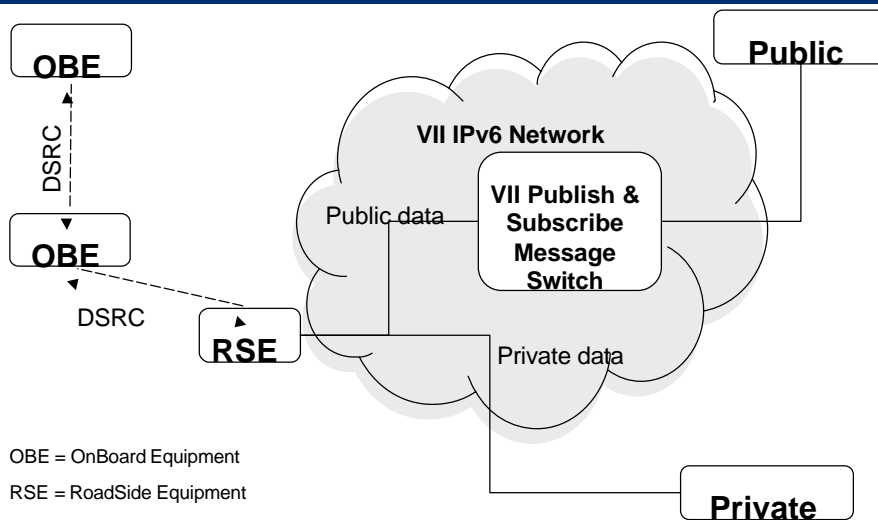 OBE
Public
DSRC
VII IPv6 Network
VII Publish &
Subscribe
Message
Switch
Public data
OBE
DSRC
RSE
Private data
OBE = OnBoard Equipment
RSE = RoadSide Equipment
Private